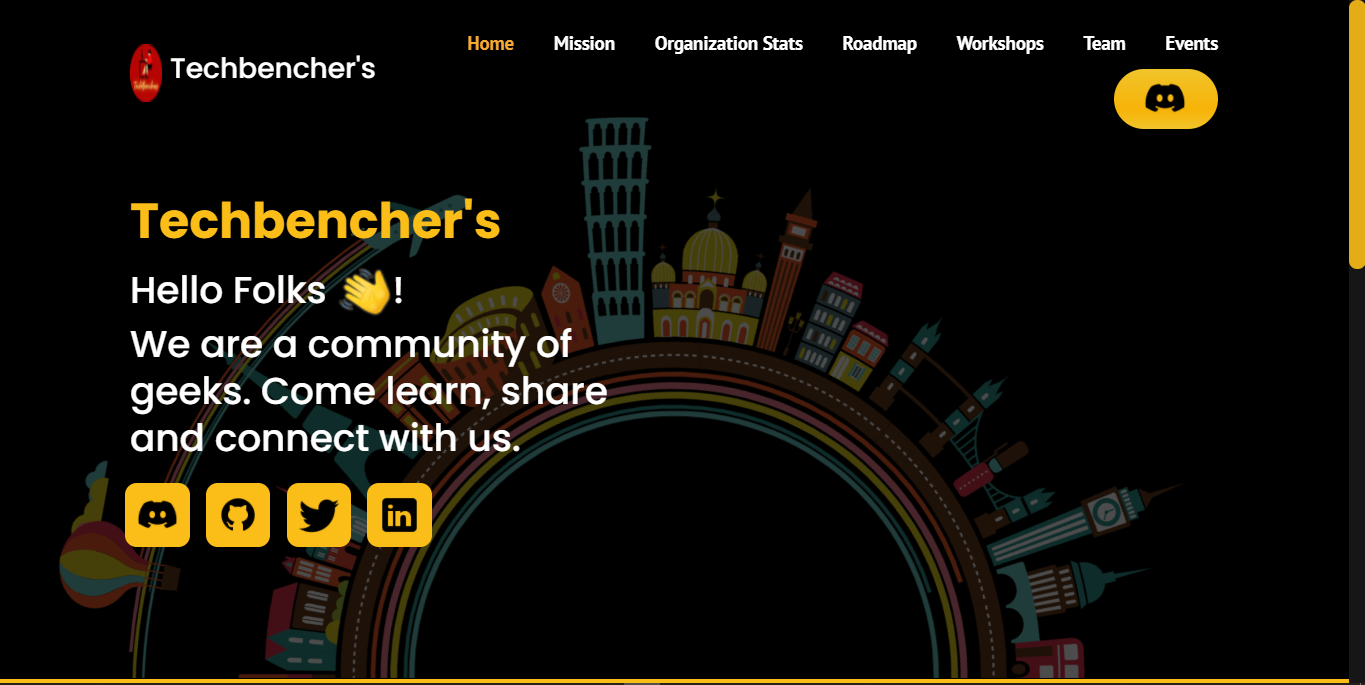 Techbencher's
Home Mission Organization Stats Roadmap Workshops Team Events
Techbencher's
Hello Folks 👋!
We are a community of
geeks. Come learn, share
and connect with us.
in